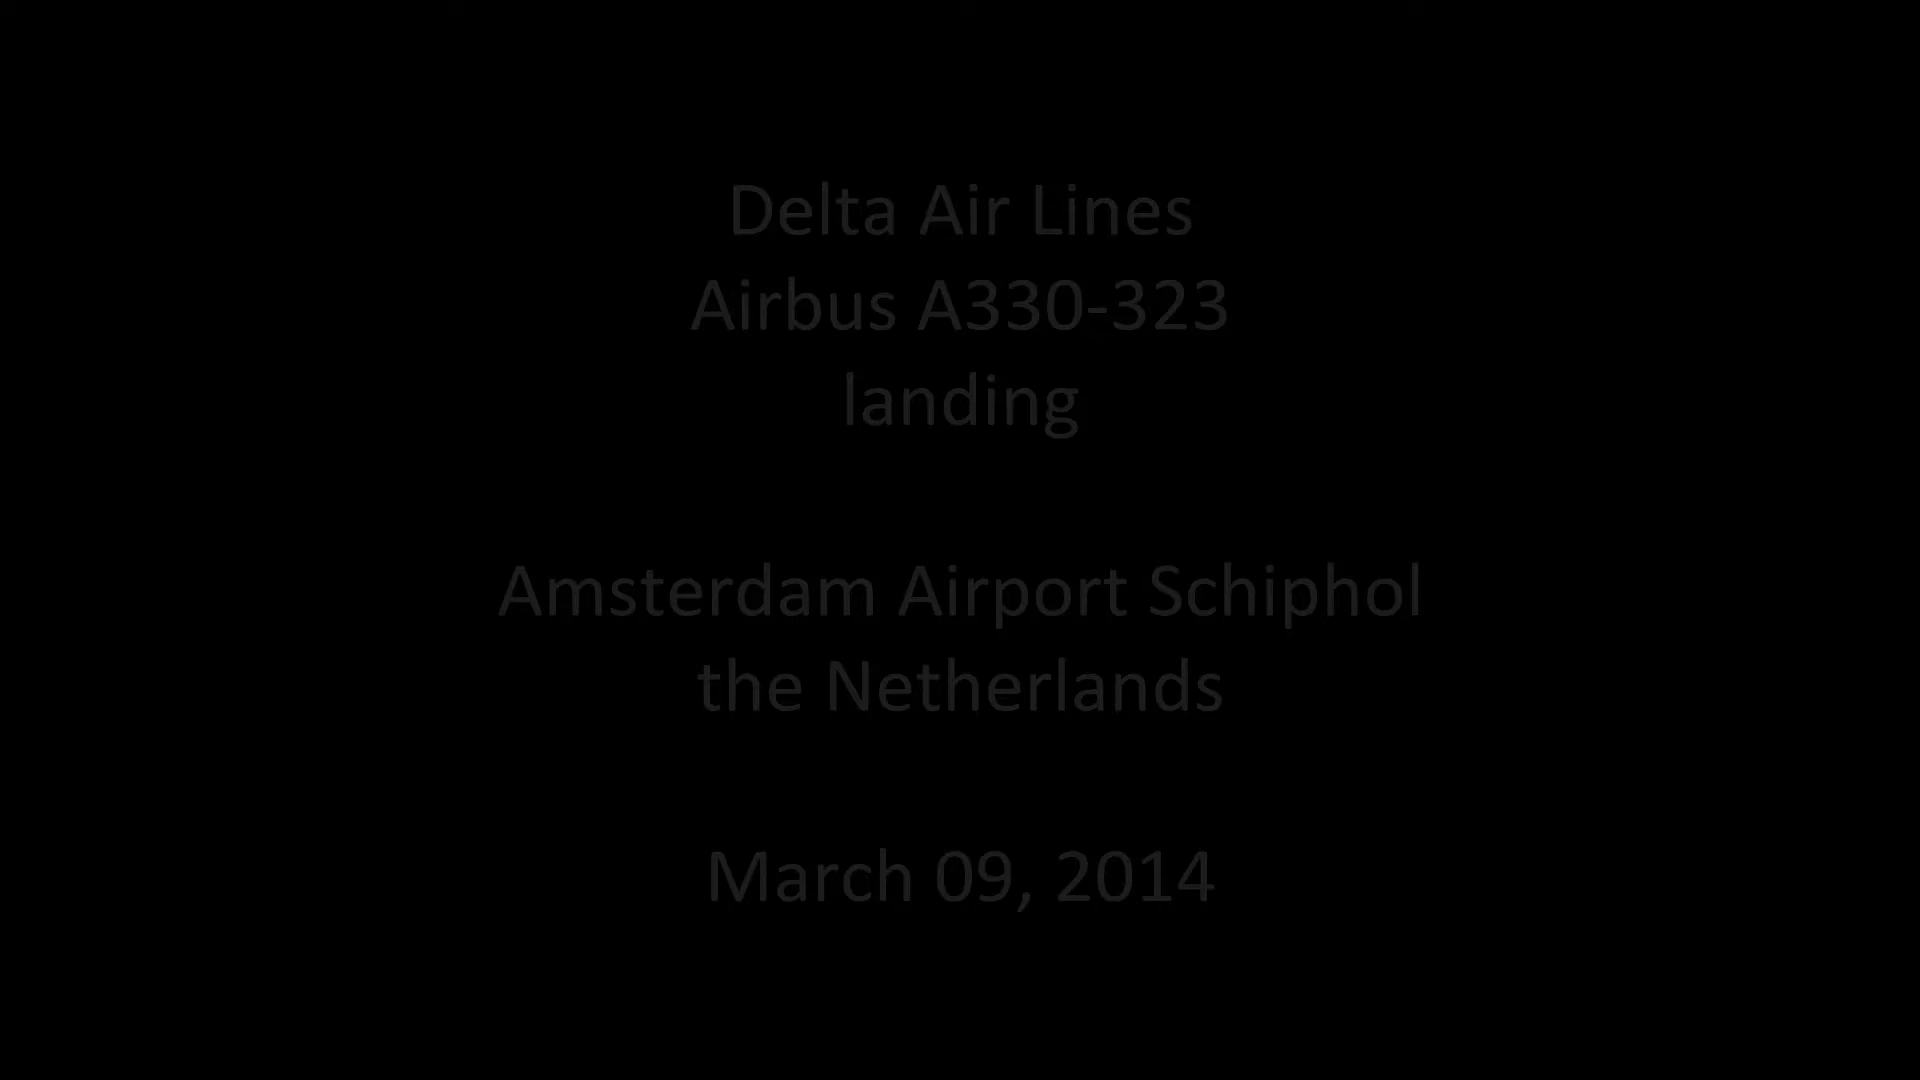 Delta Air Lines
Airbus A330-323
landing
Amsterdam Airport Schiphol
the Netherlands
March 09, 2014